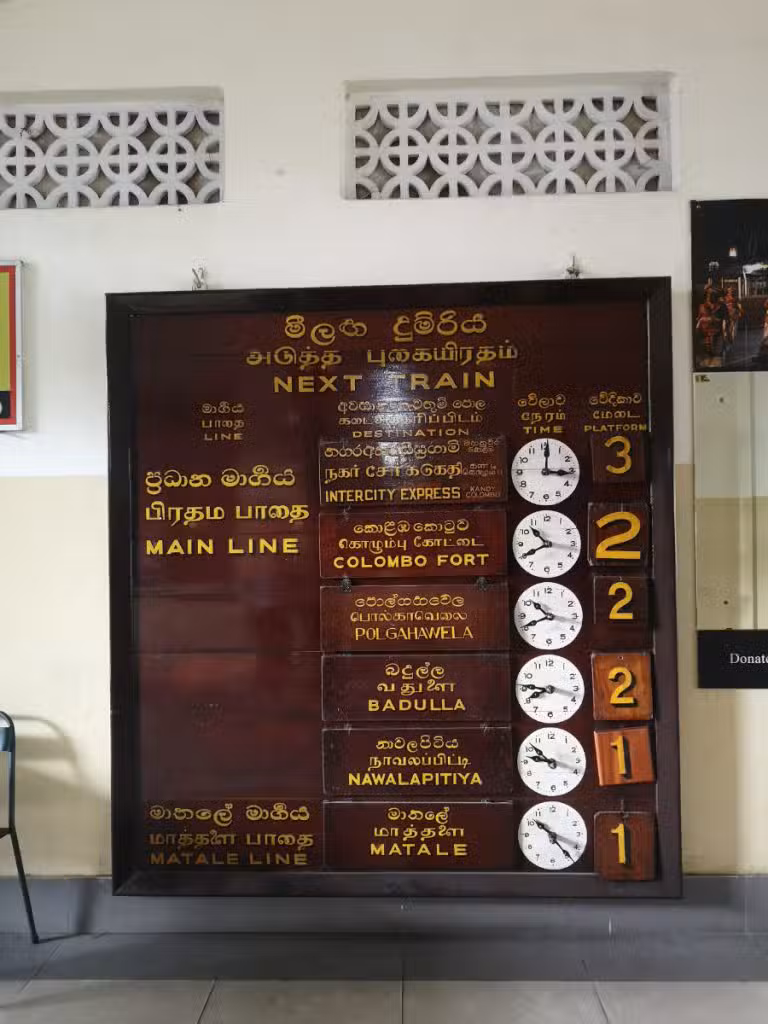 මීලඟ දුම්රිය
அடுத்த புகையிரதம்
NEXT TRAIN
මාර්ගය
பாதை
LINE
DESTINATION
වේලාව
நேரம்
TIME
වේදිකාව
மேடை
PLATFORM
ප්‍රධාන මාර්ගය
பிரதம பாதை
MAIN LINE
INTERCITY EXPRESS KANDY COLOMBO
3
කොළඹ කොටුව
கொழும்பு கோட்டை
COLOMBO FORT
2
පොල්ගහවෙල
பொல்காவெலை
POLGAHAWELA
2
බදුල්ල
வதுளை
BADULLA
2
නාවලපිටිය
நாவலப்பிட்டி
NAWALAPITIYA
1
මාතලේ මාර්ගය
மாத்தளை பாதை
MATALE LINE
මාතලේ
மாத்தளை
MATALE
1
Donate